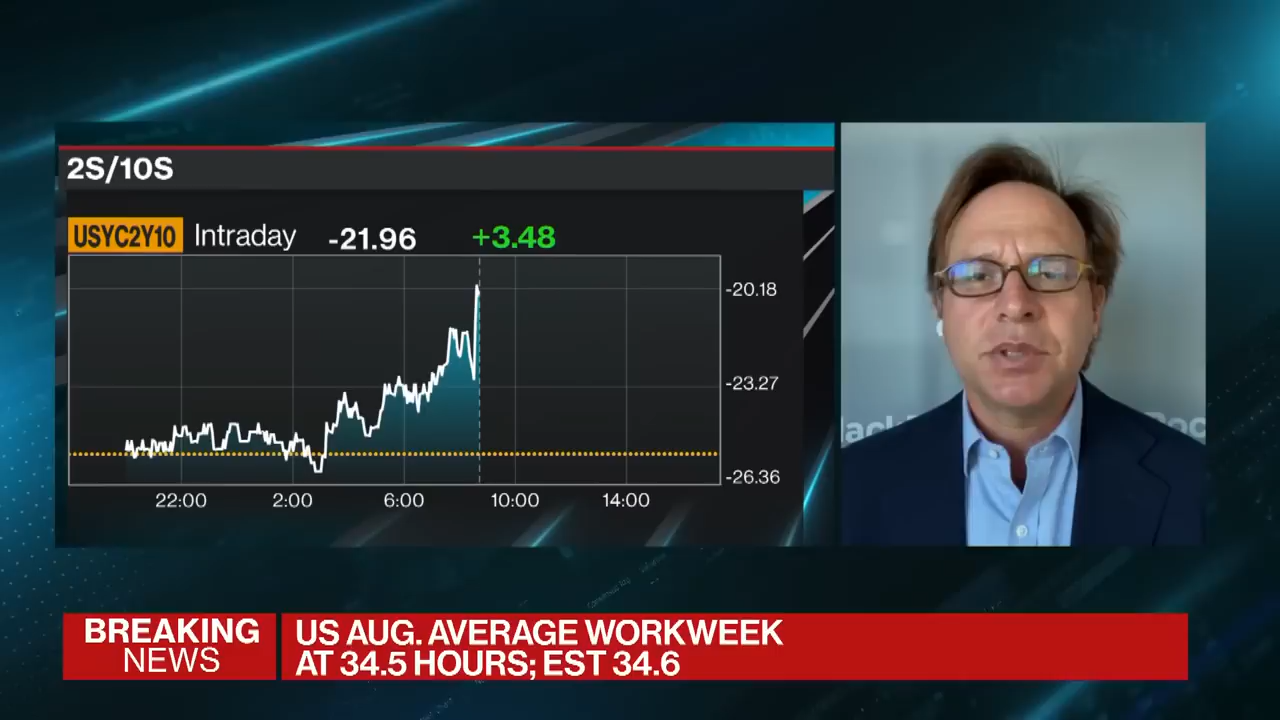 2S/10S
USYC2Y10 Intraday -21.96 +3.48
-20.18
-23.27
-26.36
22:00 2:00 6:00 10:00 14:00
BREAKING NEWS
US AUG. AVERAGE WORKWEEK
AT 34.5 HOURS; EST 34.6